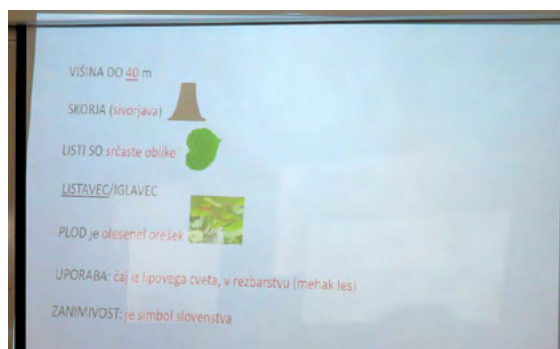 VIŠINA DO 40 m
SKORJA (sivorjava)
LISTI SO srčaste oblike
LISTAVEC/IGLAVEC
PLOD je olesenel orešek
UPORABA: čaj iz lipovega cveta, v rezbarstvu (mehak les)
ZANIMIVOST: je simbol slovenstva